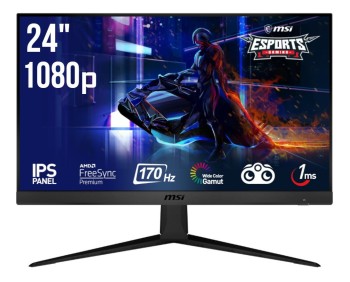 24"
1080p
msi
ESPORTS
GAMING
IPS
PANEL
AMD
FreeSync
Premium
170 Hz
Wide Color
Gamut
1ms
msi